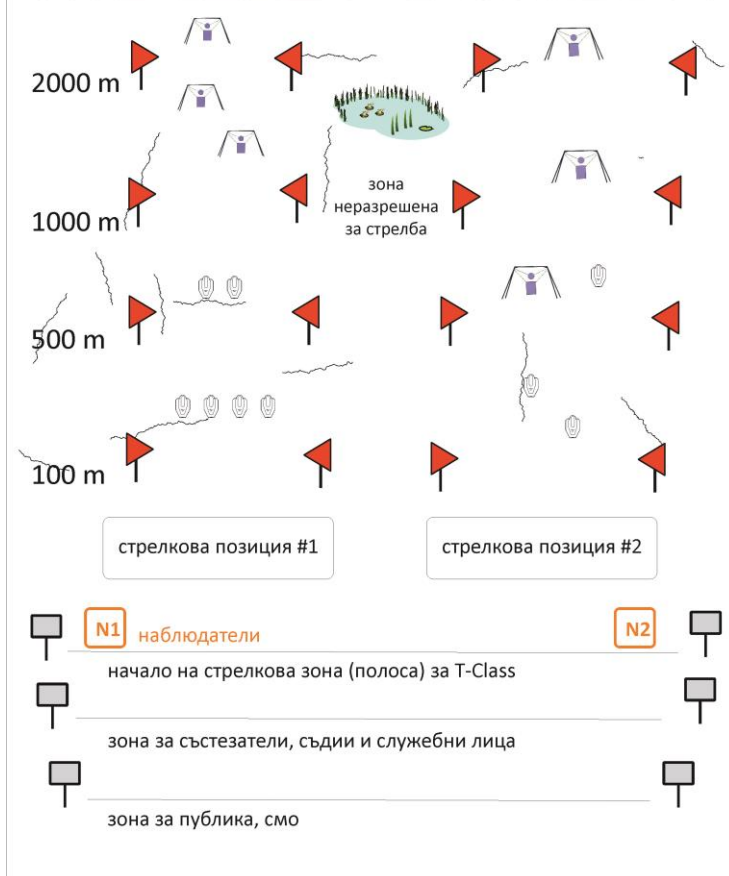 2000 m
1000 m
зона
неразрешена
за стрелба
500 m
100 m
стрелкова позиция #1
стрелкова позиция #2
N1 наблюдатели N2
начало на стрелкова зона (полоса) за T-Class
зона за състезатели, съдии и служебни лица
зона за публика, смо